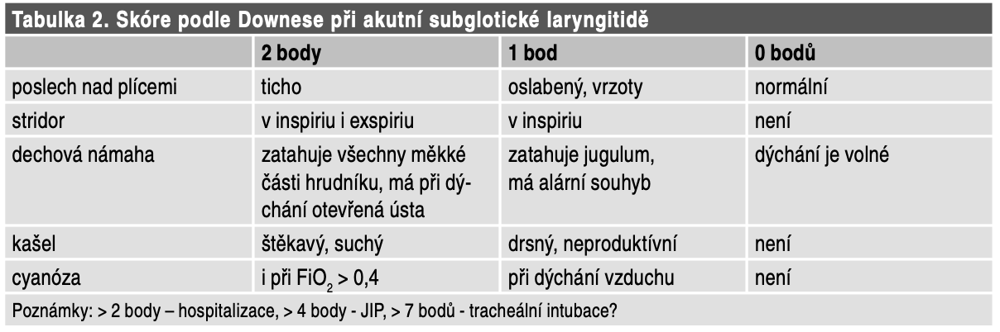 Tabulka 2. Skóre podle Downese při akutní subglotické laryngitidě
2 body 1 bod 0 bodů
poslech nad plícemi ticho oslabený, vrzoty normální
stridor v inspiriu i exspiriu v inspiriu není
dechová námaha zatahuje všechny měkké zatahuje jugulum, dýchání je volné
části hrudníku, má při dý- má alární souhyb
chání otevřená ústa
kašel štěkavý, suchý drsný, neproduktívní není
cyanóza i při FiO₂ > 0,4 při dýchání vzduchu není
Poznámky: > 2 body – hospitalizace, > 4 body - JIP, > 7 bodů - tracheální intubace?